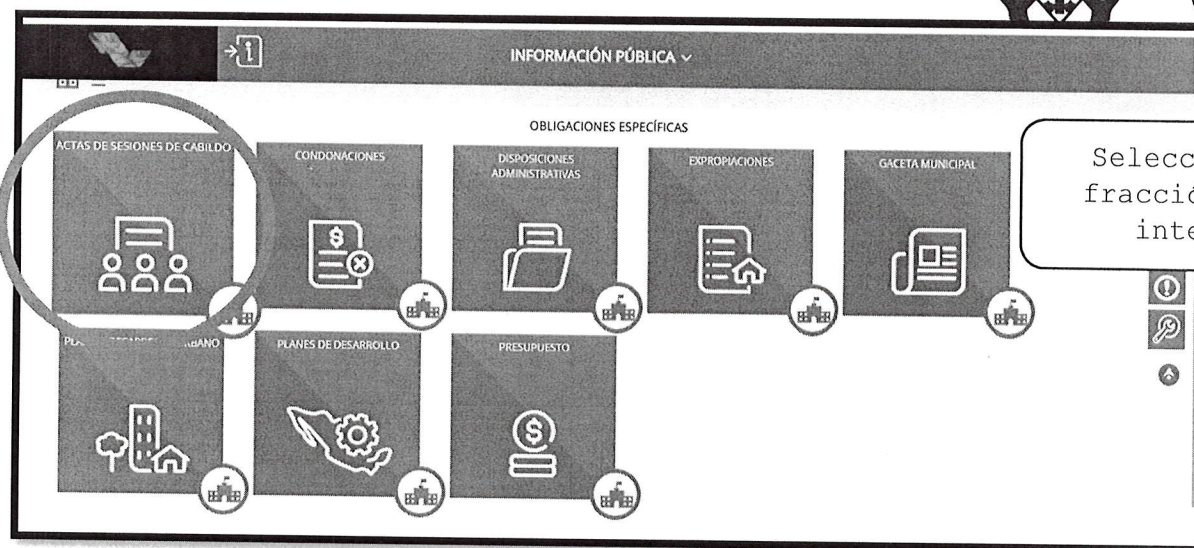 INFORMACIÓN PÚBLICA
OBLIGACIONES ESPECÍFICAS
ACTAS DE SESIONES DE CABILDO
CONDONACIONES
DISPOSICIONES
ADMINISTRATIVAS
EXPROPIACIONES
GACETA MUNICIPAL
Selecc
fracció
inte
PLANES DE DESARROLLO
PRESUPUESTO